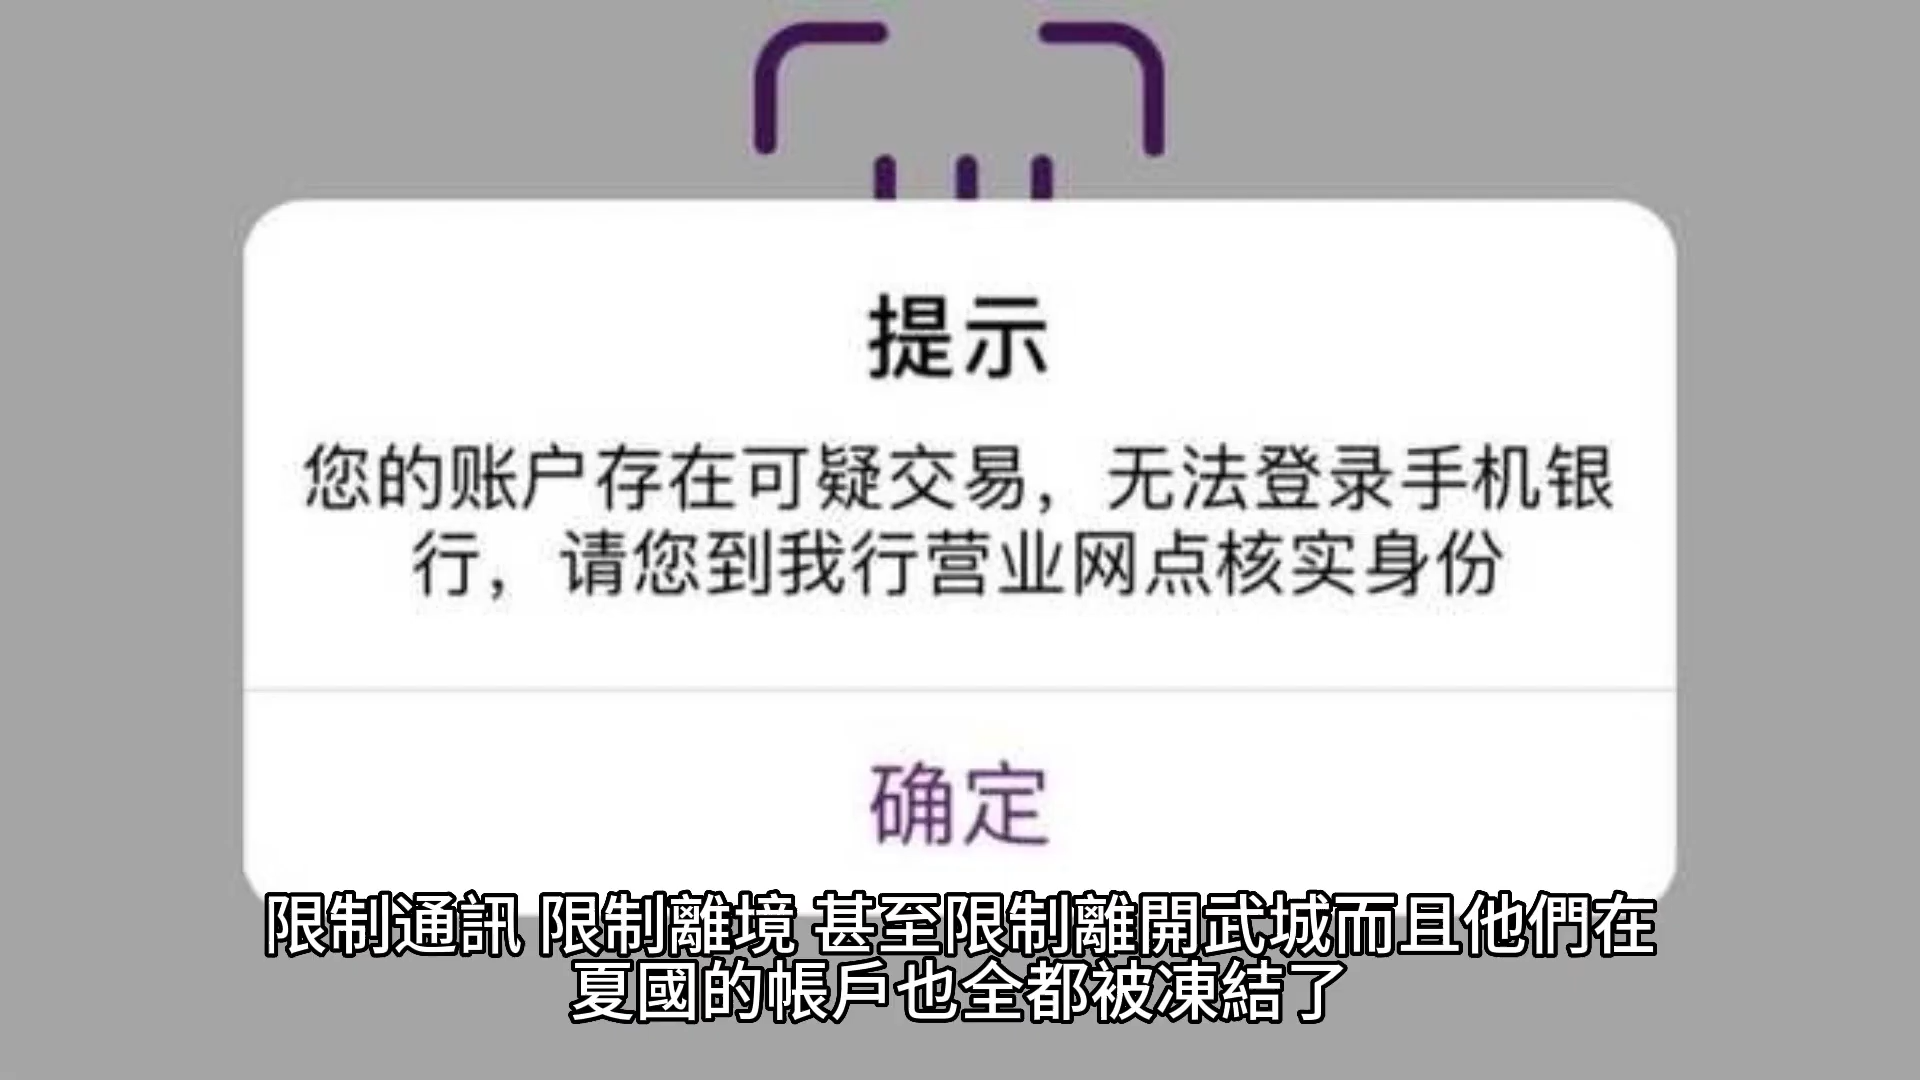 提示
您的账户存在可疑交易，无法登录手机银
行，请您到我行营业网点核实身份
确定
限制通訊 限制離境 甚至限制離開武城而且他們在
夏國的帳戶也全都被凍結了